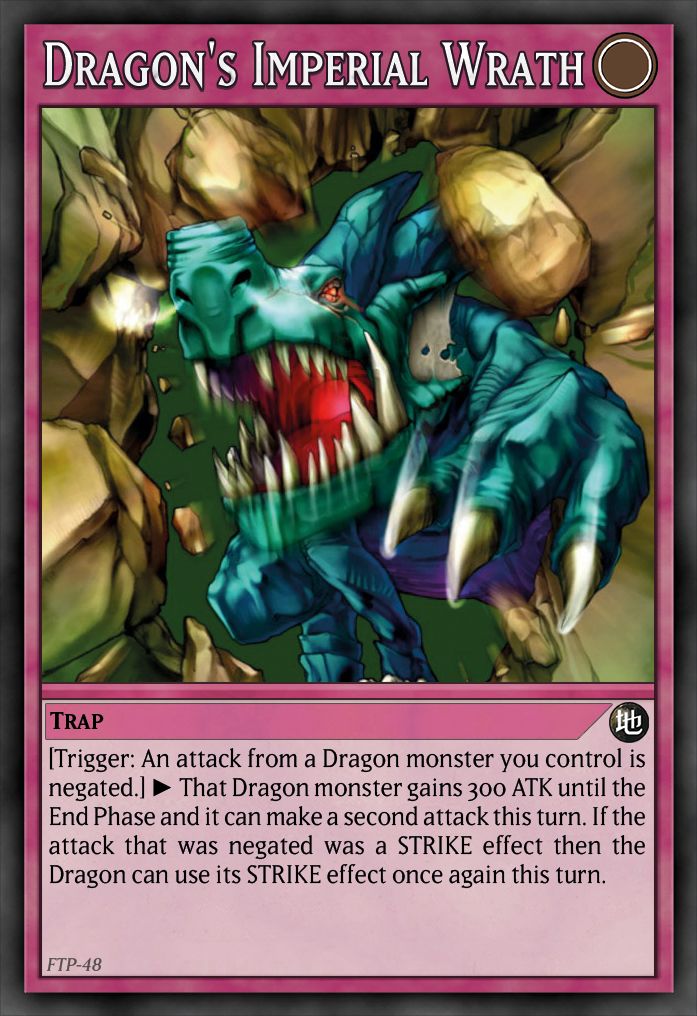 Dragon's Imperial Wrath
Trap
[Trigger: An attack from a Dragon monster you control is
negated.] ► That Dragon monster gains 300 ATK until the
End Phase and it can make a second attack this turn. If the
attack that was negated was a STRIKE effect then the
Dragon can use its STRIKE effect once again this turn.
FTP-48